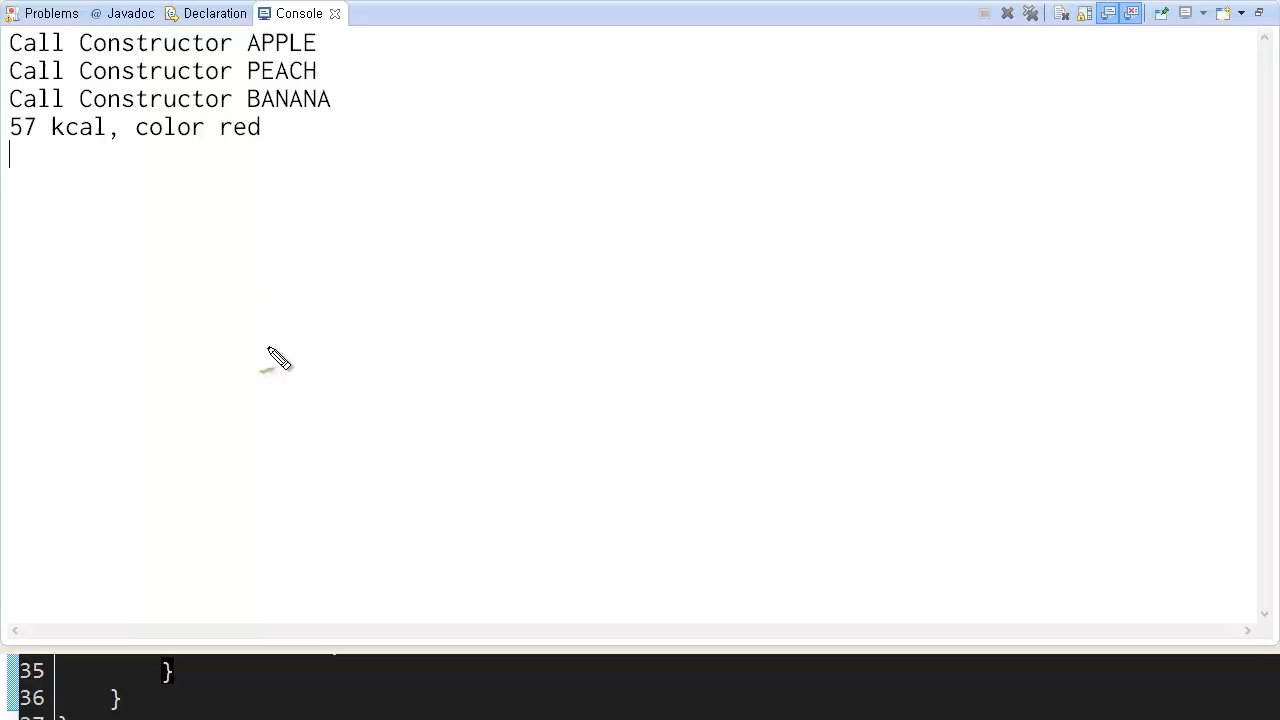 Problems @ Javadoc Declaration Console
Call Constructor APPLE
Call Constructor PEACH
Call Constructor BANANA
57 kcal, color red
35 }
36 }
37 }